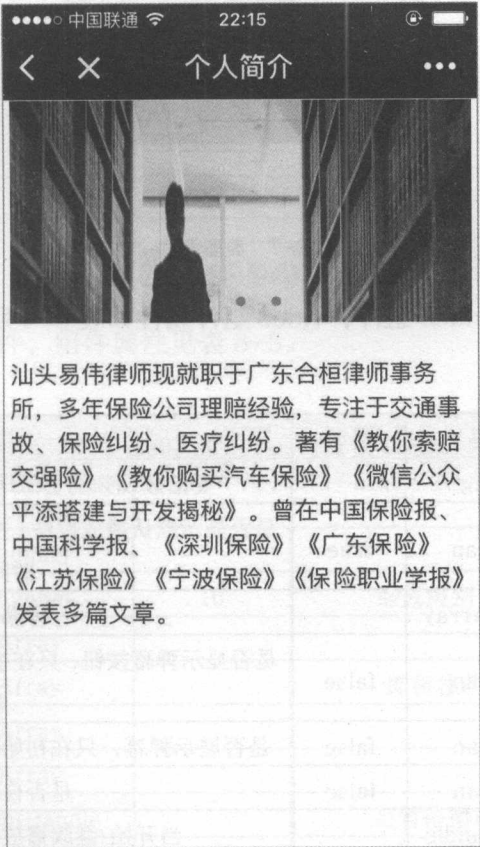 中国联通 22:15
个人简介
汕头易伟律师现就职于广东合桓律师事务
所，多年保险公司理赔经验，专注于交通事
故、保险纠纷、医疗纠纷。著有《教你索赔
交强险》《教你购买汽车保险》《微信公众
平添搭建与开发揭秘》。曾在中国保险报、
中国科学报、《深圳保险》《广东保险》
《江苏保险》《宁波保险》《保险职业学报》
发表多篇文章。